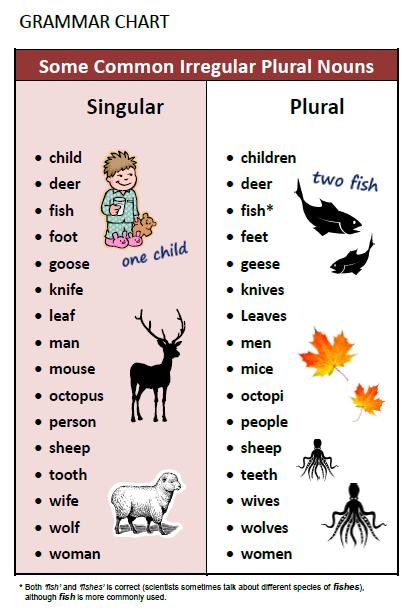 GRAMMAR CHART
Some Common Irregular Plural Nouns
Singular
• child
• deer
• fish
• foot
• goose
• knife
• leaf
• man
• mouse
• octopus
• person
• sheep
• tooth
• wife
• wolf
• woman
one child
Plural
• children
• deer
• fish*
• feet
• geese
• knives
• Leaves
• men
• mice
• octopi
• people
• sheep
• teeth
• wives
• wolves
• women
two fish
* Both ‘fish’ and ‘fishes’ is correct (scientists sometimes talk about different species of fishes),
although fish is more commonly used.